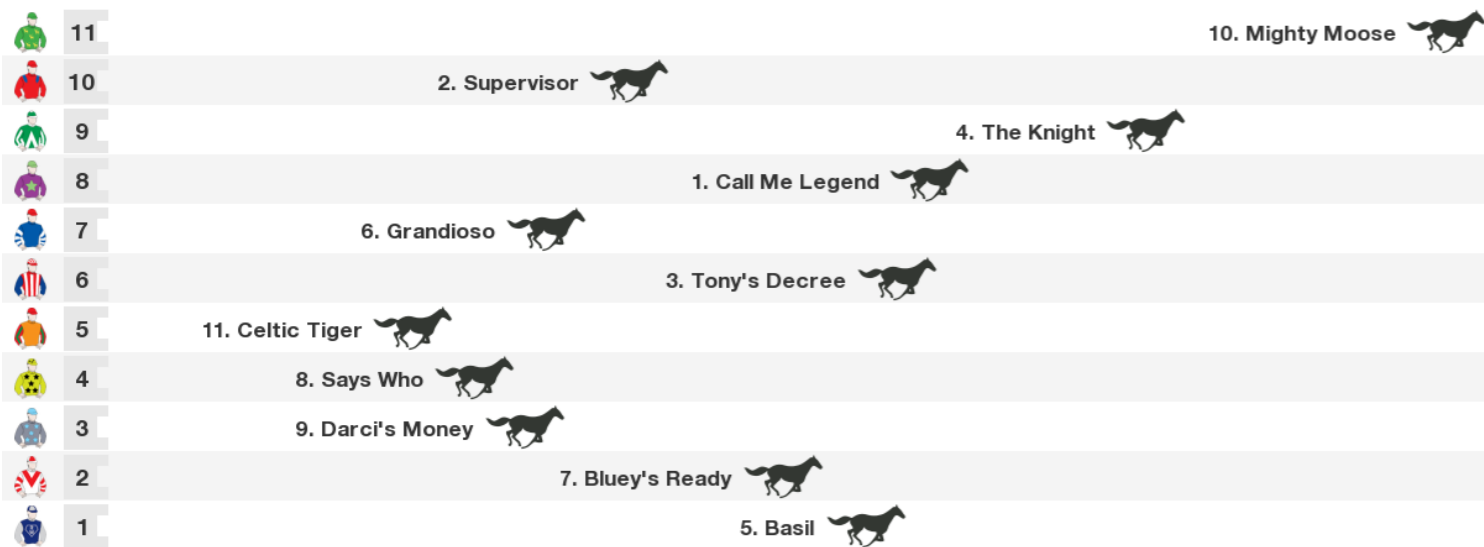 11 10. Mighty Moose
10 2. Supervisor
9 4. The Knight
8 1. Call Me Legend
7 6. Grandioso
6 3. Tony's Decree
5 11. Celtic Tiger
4 8. Says Who
3 9. Darci's Money
2 7. Bluey's Ready
1 5. Basil